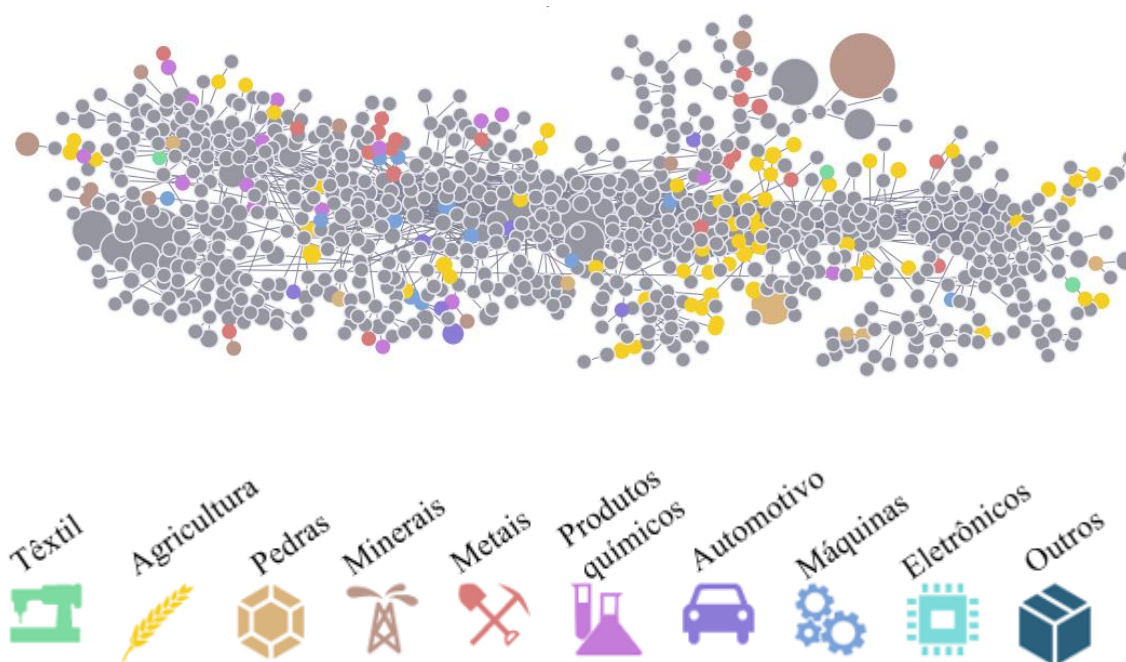 Têxtil
Agricultura
Pedras
Minerais
Metais
Produtos
químicos
Automotivo
Máquinas
Eletrônicos
Outros